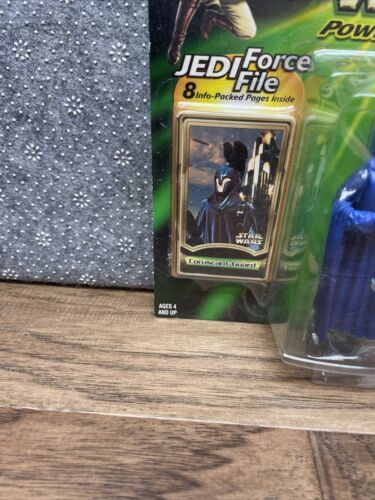 POW
JEDI Force
File
8 Info-Packed Pages Inside
STAR
WARS
Coruscant Guard
AGES 4
AND UP